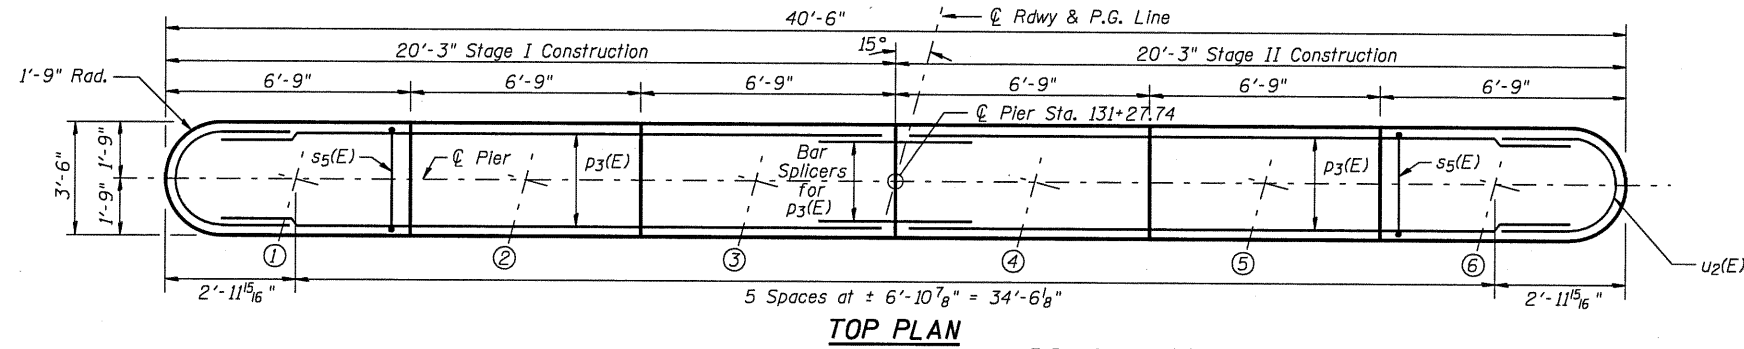 40'-6"
℄ Rdwy & P.G. Line
15°
20'-3" Stage I Construction
20'-3" Stage II Construction
1'-9" Rad.
6'-9"
6'-9"
6'-9"
6'-9"
6'-9"
6'-9"
℄ Pier Sta. 131+27.74
3'-6"
1'-9"
1'-9"
s5(E)
℄ Pier
p3(E)
Bar
Splicers
for
p3(E)
p3(E)
s5(E)
1
2
3
4
5
6
u2(E)
2'-11 15/16"
5 Spaces at ± 6'-10 7/8" = 34'-6 1/8"
2'-11 15/16"
TOP PLAN